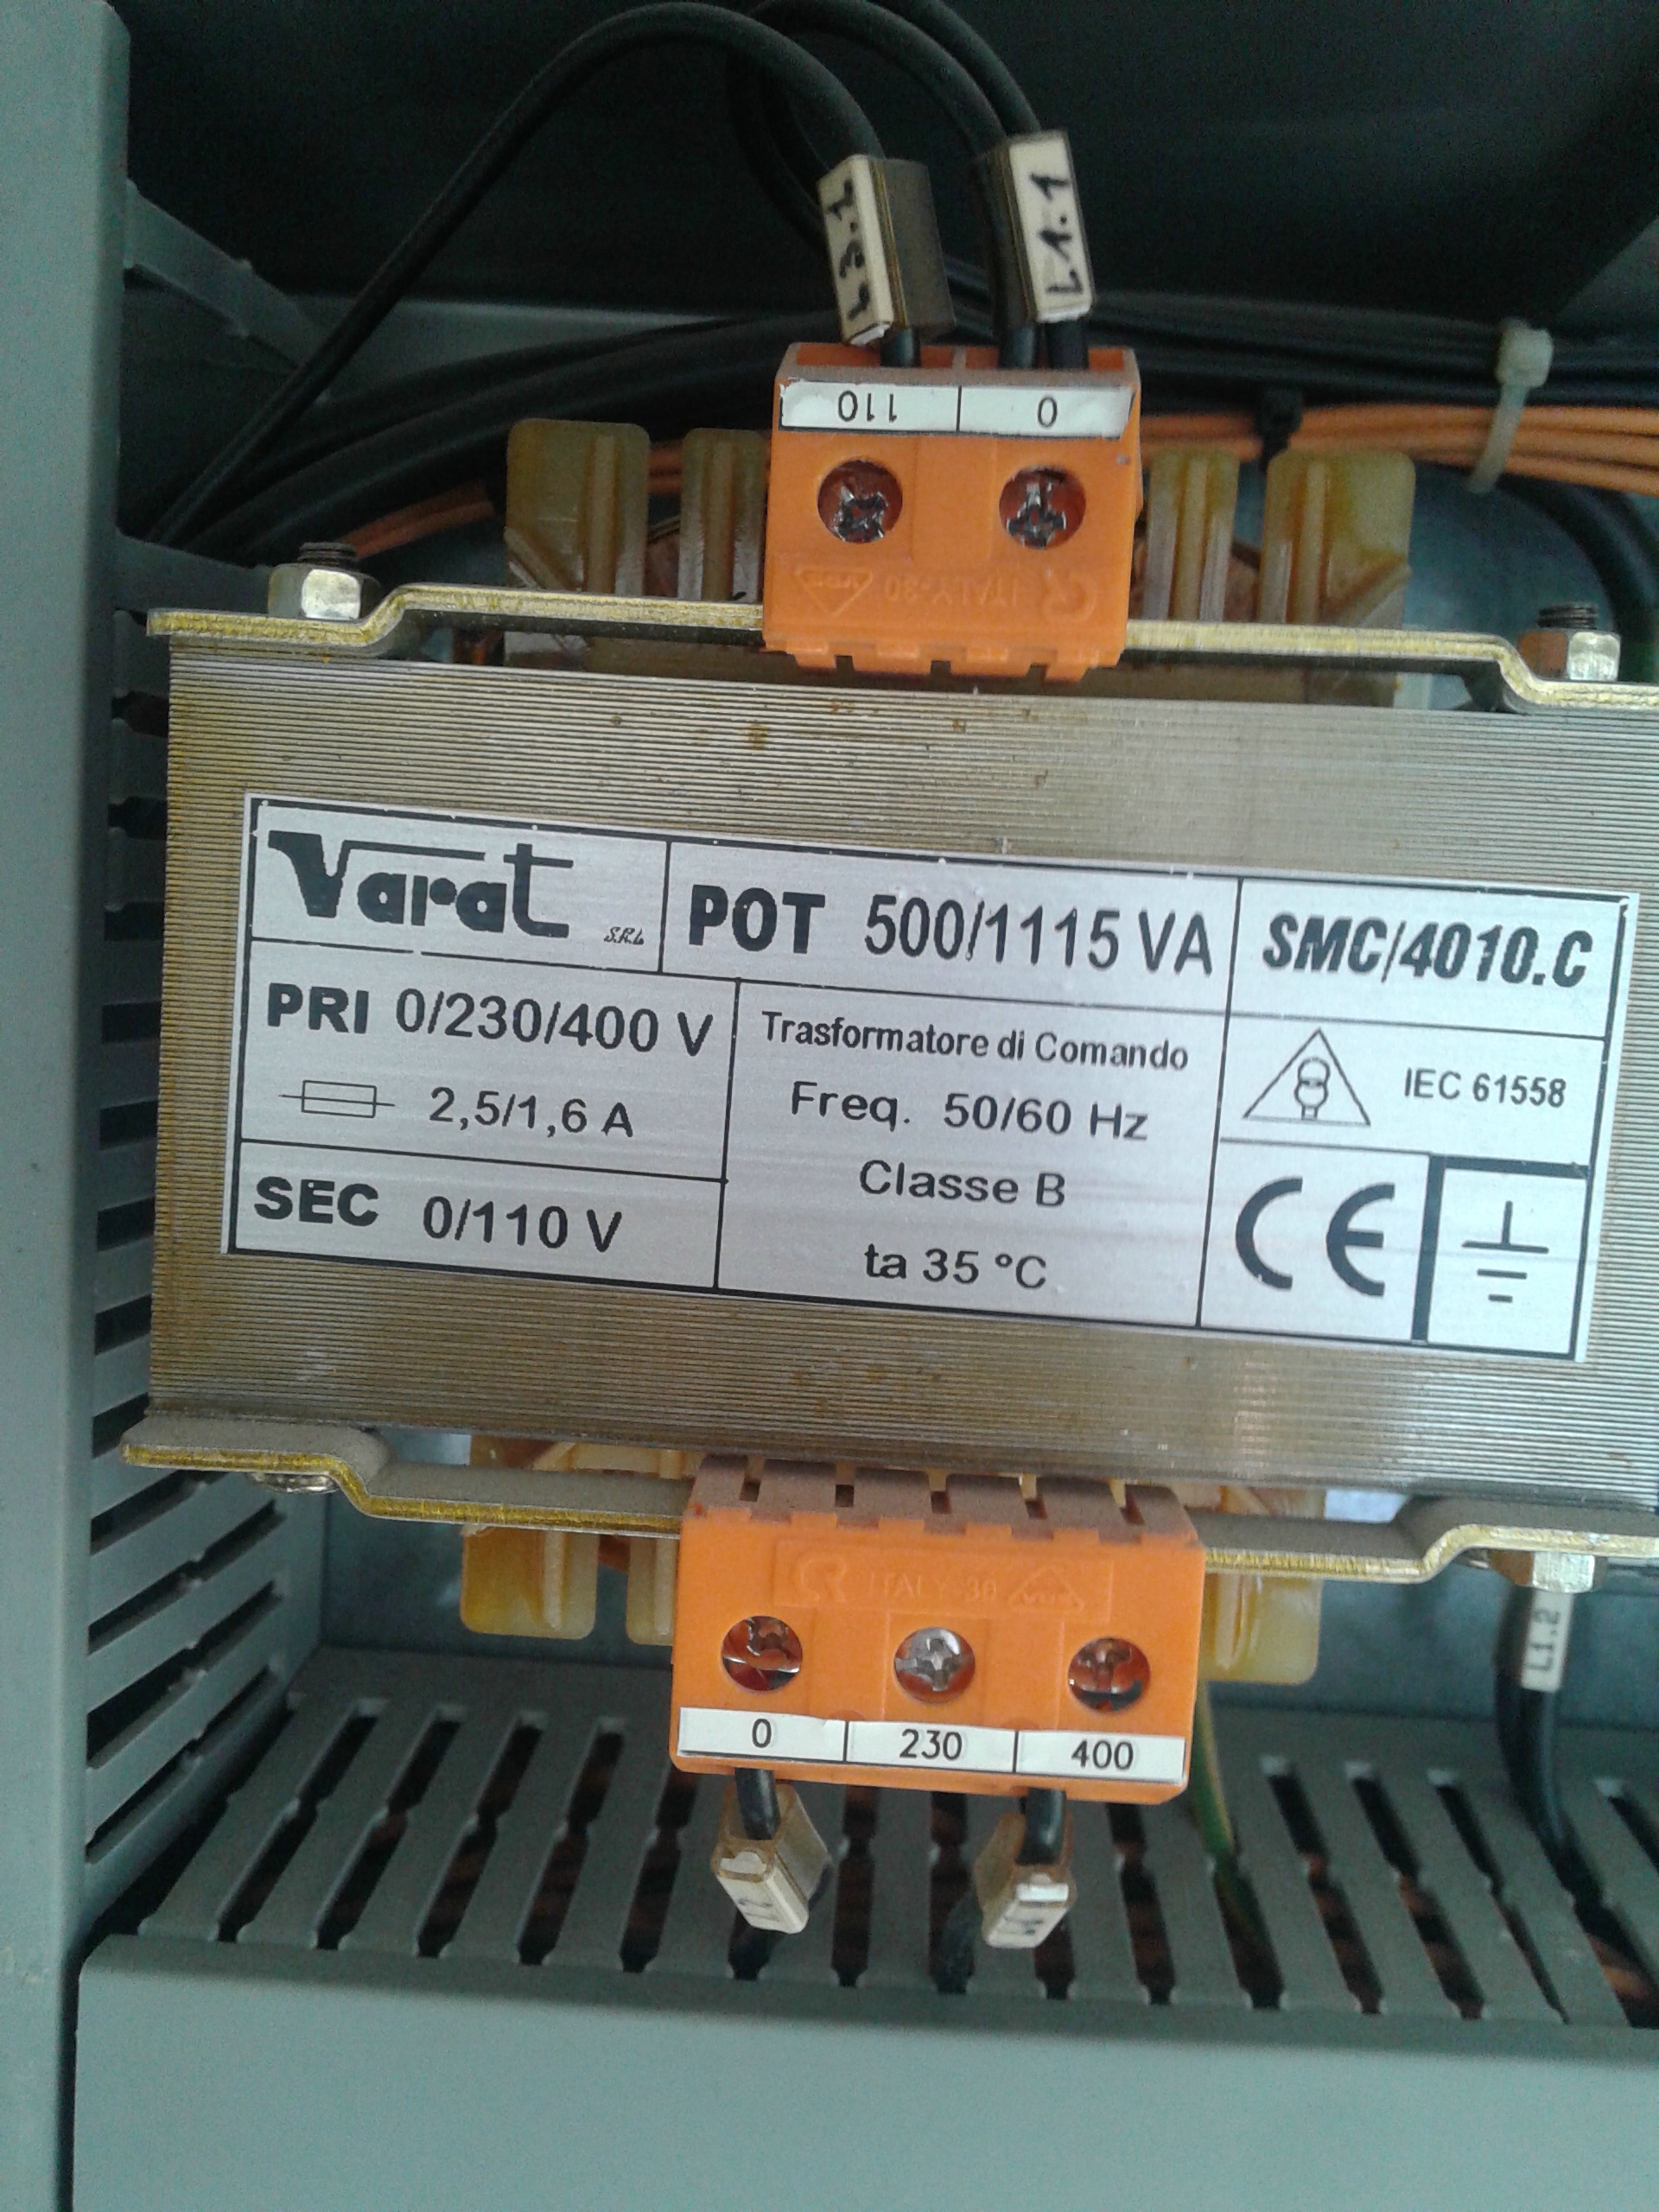 L3.1
L1.1
110
0
ITALY-30
Varat S.R.L
POT 500/1115 VA
SMC/4010.C
PRI 0/230/400 V
2,5/1,6 A
SEC 0/110 V
Trasformatore di Comando
Freq. 50/60 Hz
Classe B
ta 35 °C
IEC 61558
CE
ITALY-30
0
230
400
L1.2